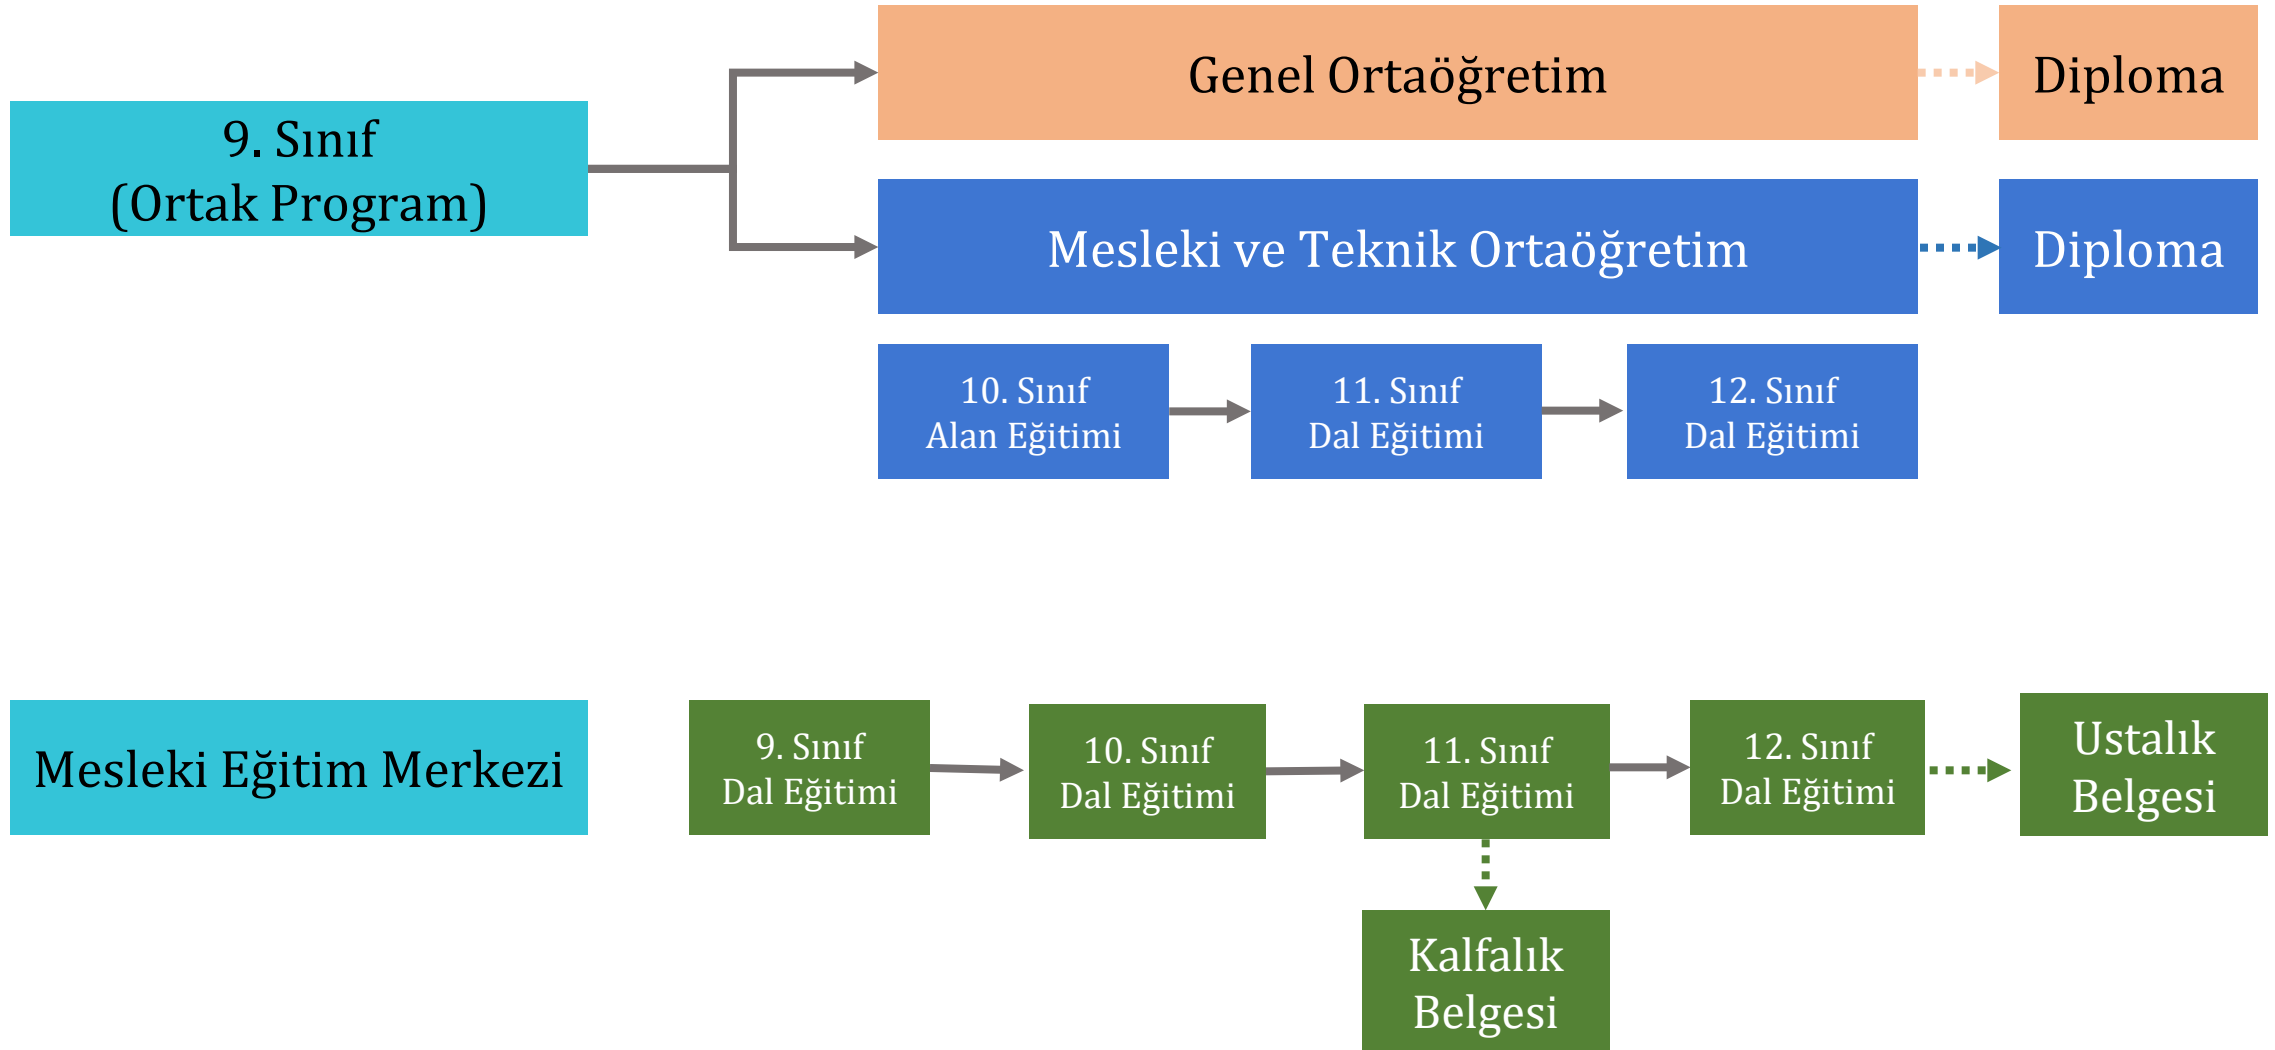 Genel Ortaöğretim
Diploma
9. Sınıf
(Ortak Program)
Mesleki ve Teknik Ortaöğretim
Diploma
10. Sınıf
Alan Eğitimi
11. Sınıf
Dal Eğitimi
12. Sınıf
Dal Eğitimi
Mesleki Eğitim Merkezi
9. Sınıf
Dal Eğitimi
10. Sınıf
Dal Eğitimi
11. Sınıf
Dal Eğitimi
12. Sınıf
Dal Eğitimi
Ustalık
Belgesi
Kalfalık
Belgesi